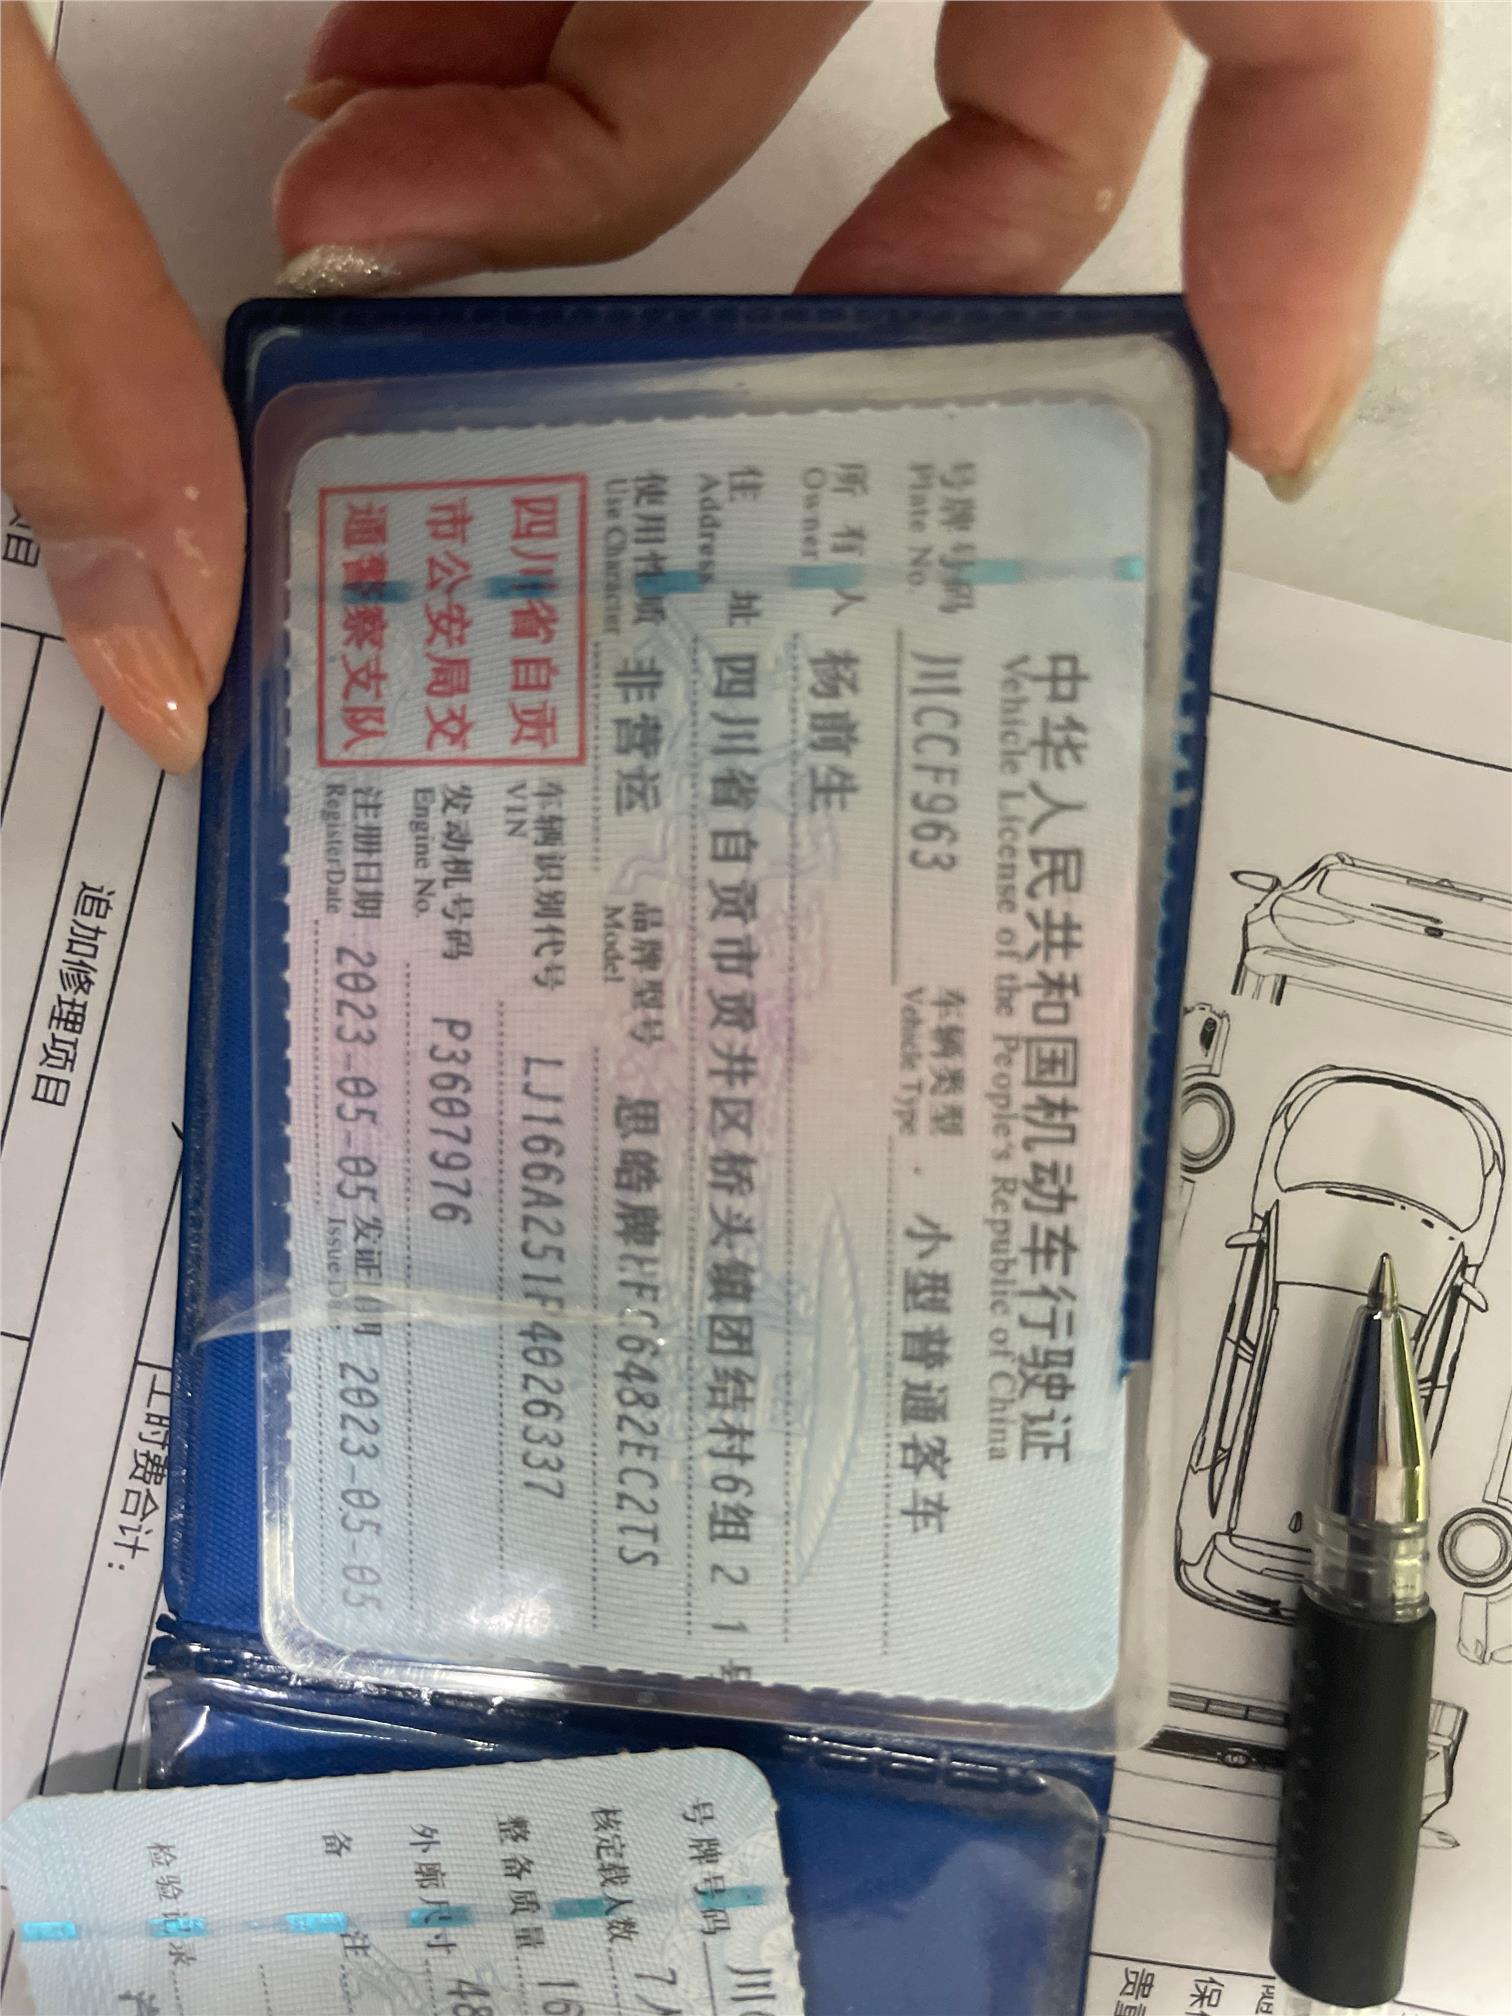 中华人民共和国机动车行驶证
Vehicle License of the People's Republic of China
号牌号码 川CCF963 车辆类型 小型普通客车
Plate No. Vehicle Type
所有人 杨前生
Owner
住址 四川省自贡市贡井区桥头镇团结村6组21号
Address
使用性质 非营运 品牌型号 思皓牌HFC6482EC2TS
Use Character Model
四川省自贡
市公安局交
通警察支队
车辆识别代号 LJ166A251F4026337
VIN
发动机号码 P3607976
Engine No.
注册日期 2023-05-05 发证日期 2023-05-05
Register Date Issue Date
号牌号码 川C
核定载人数 7人
整备质量 16
外廓尺寸 48
备注
检验记录
追加修理项目
工时费合计：